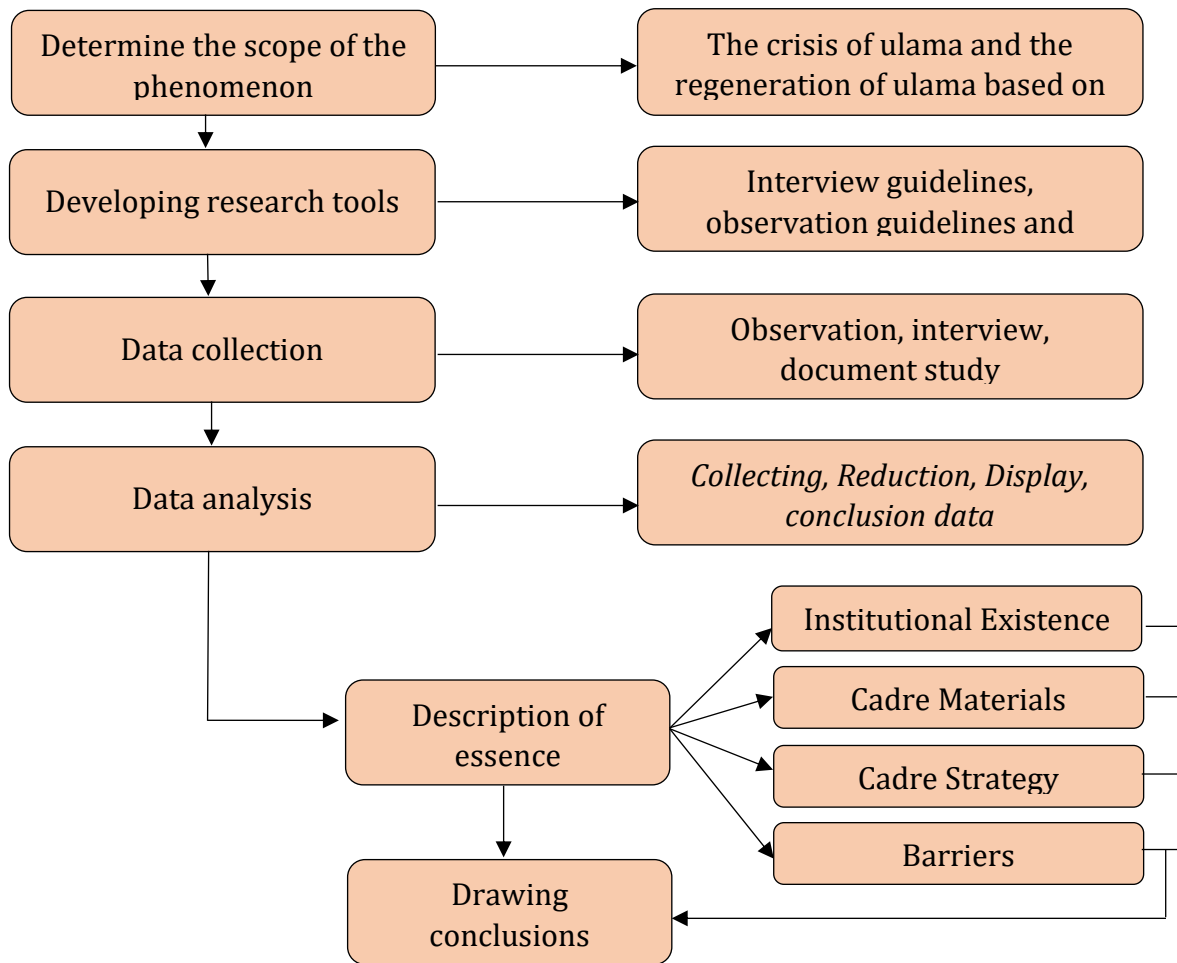 Determine the scope of the
phenomenon
The crisis of ulama and the
regeneration of ulama based on
Developing research tools
Interview guidelines,
observation guidelines and
Data collection
Observation, interview,
document study
Data analysis
Collecting, Reduction, Display,
conclusion data
Institutional Existence
Cadre Materials
Description of
essence
Cadre Strategy
Barriers
Drawing
conclusions